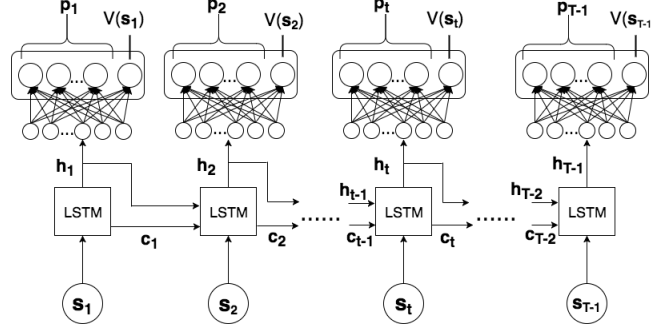 p1 p2 pt pT-1
V(s1) V(s2) V(st) V(sT-1)
... ... ... ...
... ... ... ...
h1 h2 ht hT-1
ht-1 hT-2
LSTM LSTM ...... LSTM ...... LSTM
c1 c2 ct-1 ct cT-2
s1 s2 st sT-1